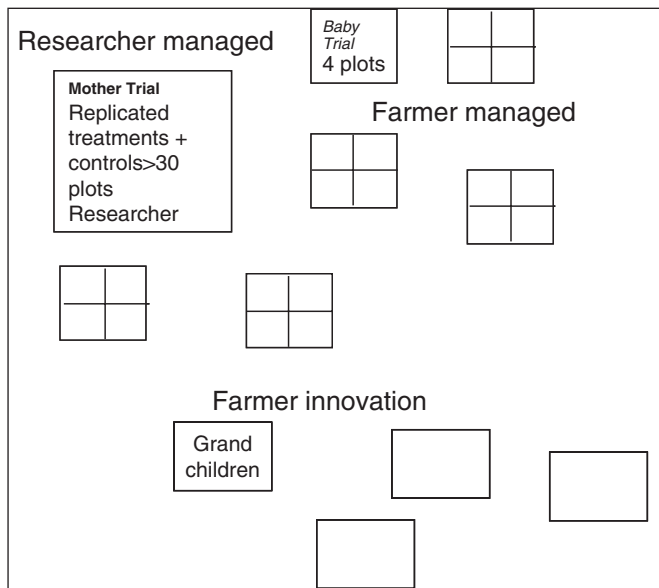 Researcher managed
Baby
Trial
4 plots
Mother Trial
Replicated
treatments +
controls>30
plots
Researcher
Farmer managed
Farmer innovation
Grand
children